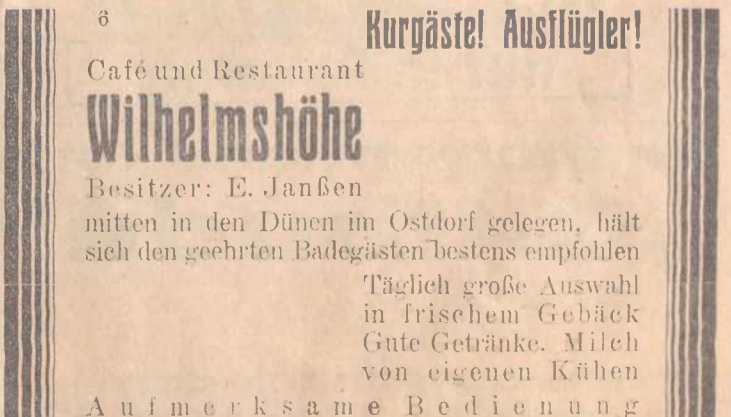 6
Kurgäste! Ausflügler!
Café und Restaurant
Wilhelmshöhe
Besitzer: E. Janßen
mitten in den Dünen im Ostdorf gelegen, hält
sich den geehrten Badegästen bestens empfohlen
Täglich große Auswahl
in frischem Gebäck
Gute Getränke. Milch
von eigenen Kühen
Aufmerksame Bedienung